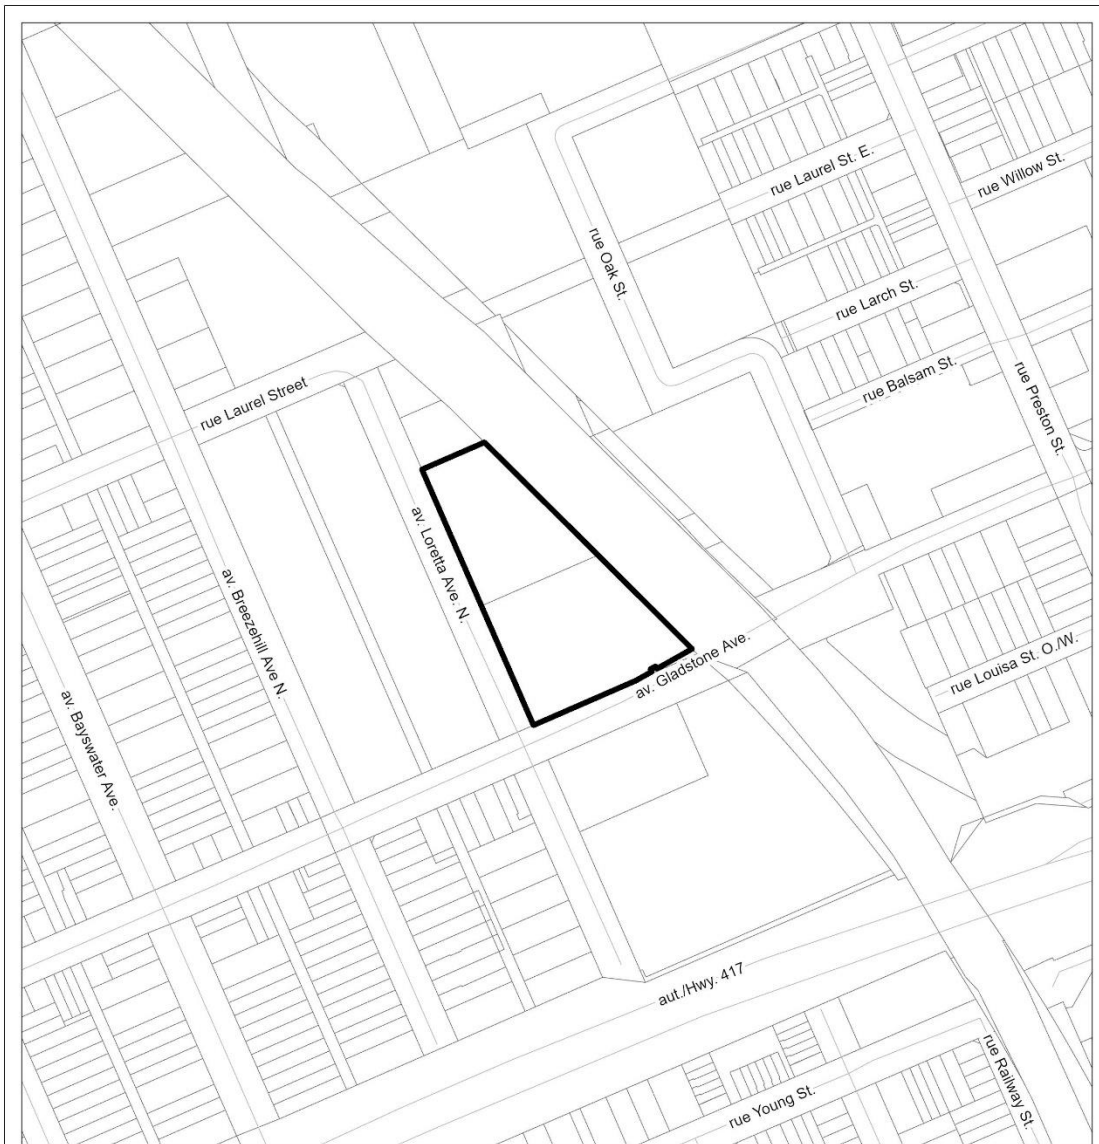 rue Laurel St. E.
rue Willow St.
rue Oak St.
rue Larch St.
rue Balsam St.
rue Preston St.
rue Laurel Street
av. Loretta Ave. N.
av. Breezehill Ave N.
av. Gladstone Ave.
rue Louisa St. O./W.
av. Bayswater Ave.
aut./Hwy. 417
rue Railway St.
rue Young St.